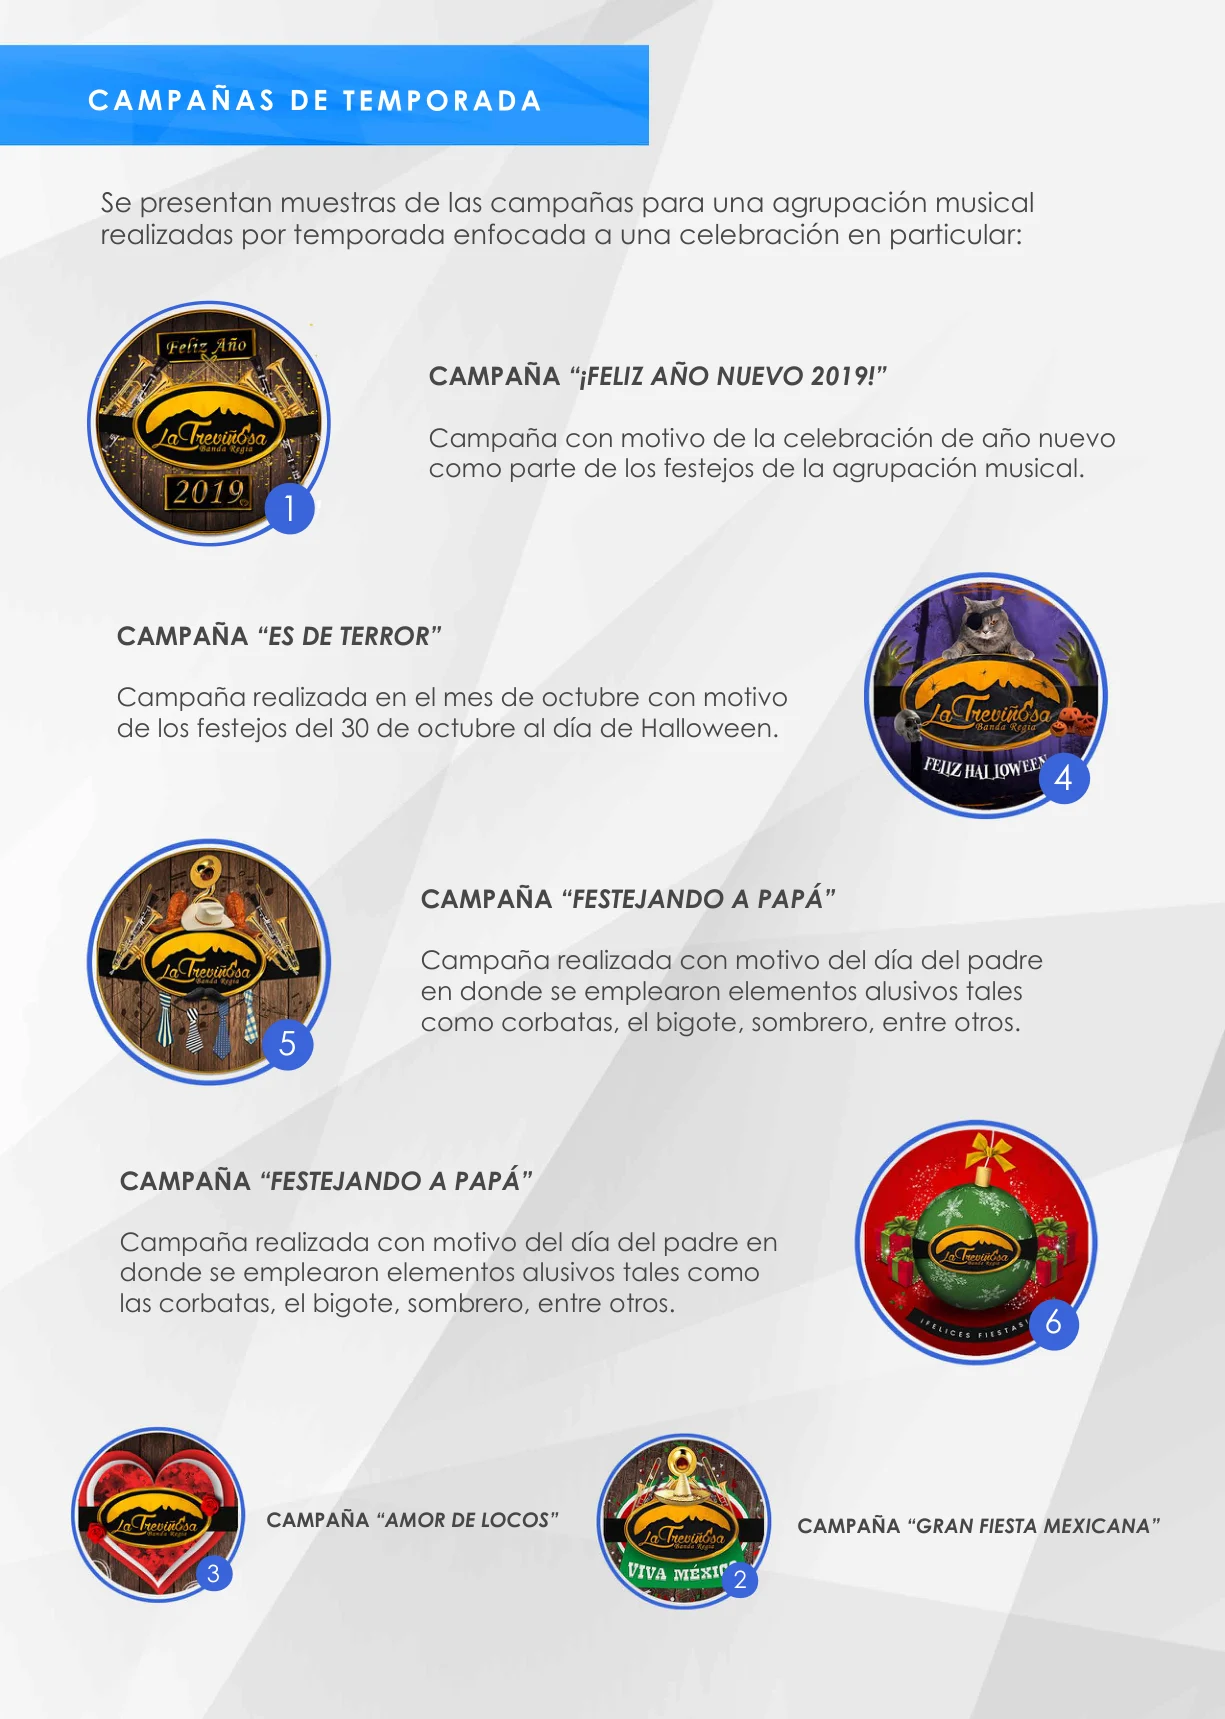 CAMPAÑAS DE TEMPORADA
Se presentan muestras de las campañas para una agrupación musical
realizadas por temporada enfocada a una celebración en particular:
Feliz Año
La Treviñosa
Banda Regia
2019
1
CAMPAÑA “¡FELIZ AÑO NUEVO 2019!”
Campaña con motivo de la celebración de año nuevo
como parte de los festejos de la agrupación musical.
CAMPAÑA “ES DE TERROR”
Campaña realizada en el mes de octubre con motivo
de los festejos del 30 de octubre al día de Halloween.
La Treviñosa
Banda Regia
FELIZ HALLOWEEN
4
La Treviñosa
Banda Regia
5
CAMPAÑA “FESTEJANDO A PAPÁ”
Campaña realizada con motivo del día del padre
en donde se emplearon elementos alusivos tales
como corbatas, el bigote, sombrero, entre otros.
CAMPAÑA “FESTEJANDO A PAPÁ”
Campaña realizada con motivo del día del padre en
donde se emplearon elementos alusivos tales como
las corbatas, el bigote, sombrero, entre otros.
La Treviñosa
Banda Regia
¡FELICES FIESTAS!
6
La Treviñosa
Banda Regia
3
CAMPAÑA “AMOR DE LOCOS”
La Treviñosa
Banda Regia
VIVA MÉXIC
2
CAMPAÑA “GRAN FIESTA MEXICANA”